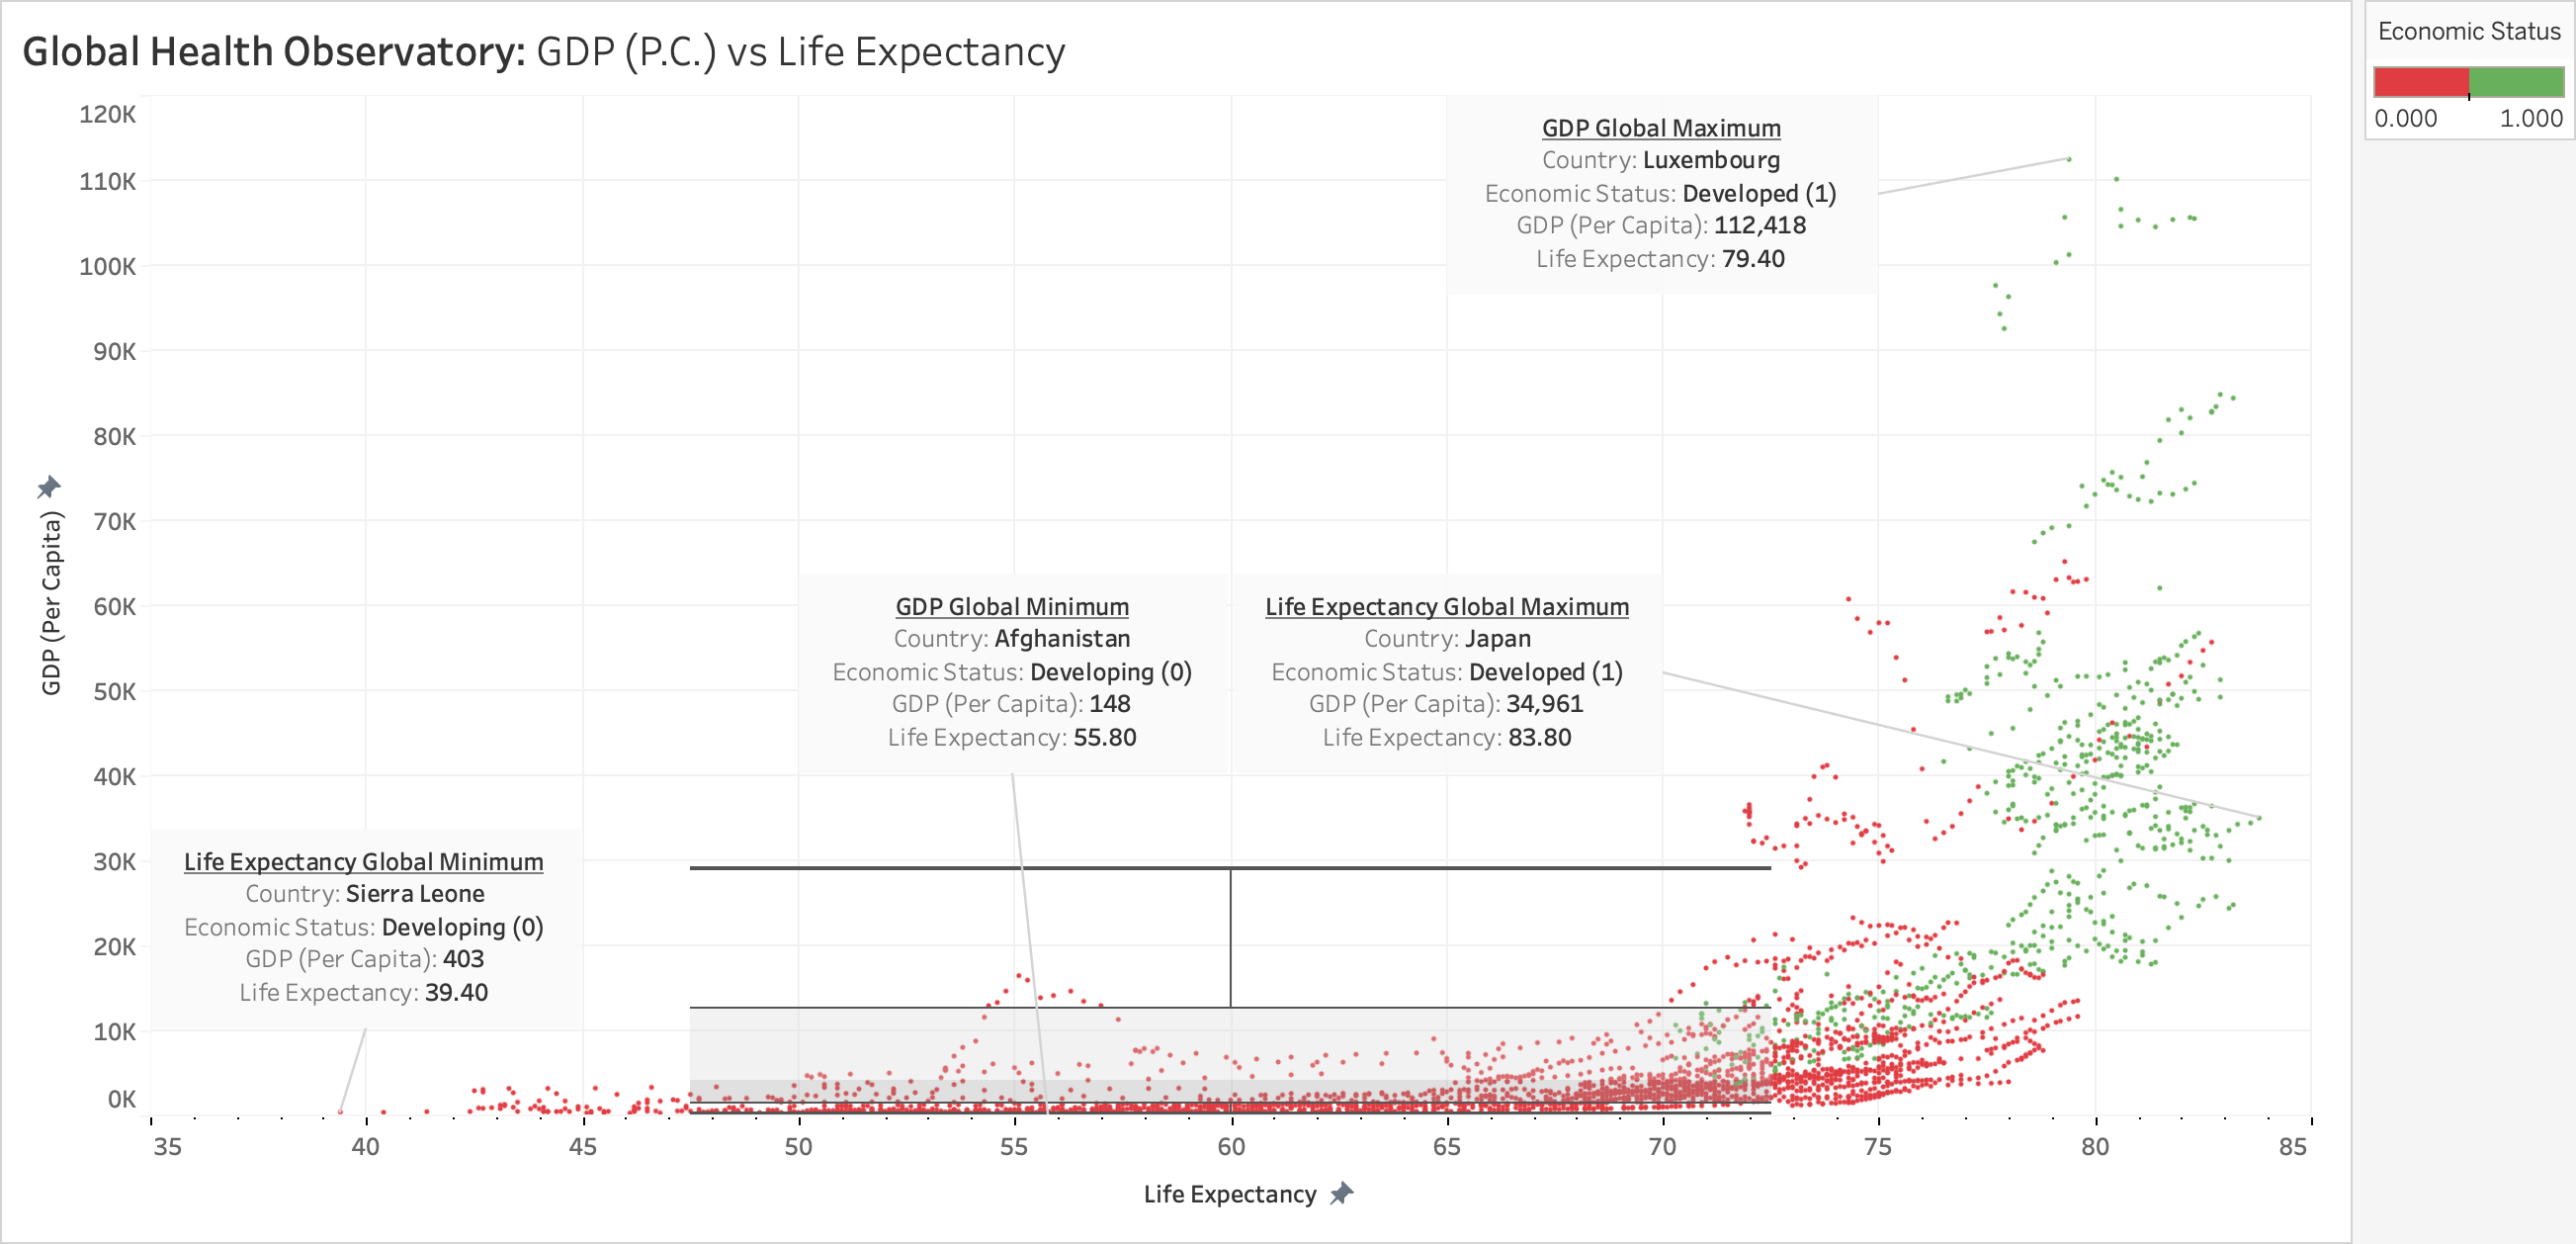 Global Health Observatory: GDP (P.C.) vs Life Expectancy
Economic Status
0.000 1.000
GDP (Per Capita)
120K
110K
100K
90K
80K
70K
60K
50K
40K
30K
20K
10K
0K
GDP Global Maximum
Country: Luxembourg
Economic Status: Developed (1)
GDP (Per Capita): 112,418
Life Expectancy: 79.40
GDP Global Minimum
Country: Afghanistan
Economic Status: Developing (0)
GDP (Per Capita): 148
Life Expectancy: 55.80
Life Expectancy Global Maximum
Country: Japan
Economic Status: Developed (1)
GDP (Per Capita): 34,961
Life Expectancy: 83.80
Life Expectancy Global Minimum
Country: Sierra Leone
Economic Status: Developing (0)
GDP (Per Capita): 403
Life Expectancy: 39.40
35 40 45 50 55 60 65 70 75 80 85
Life Expectancy